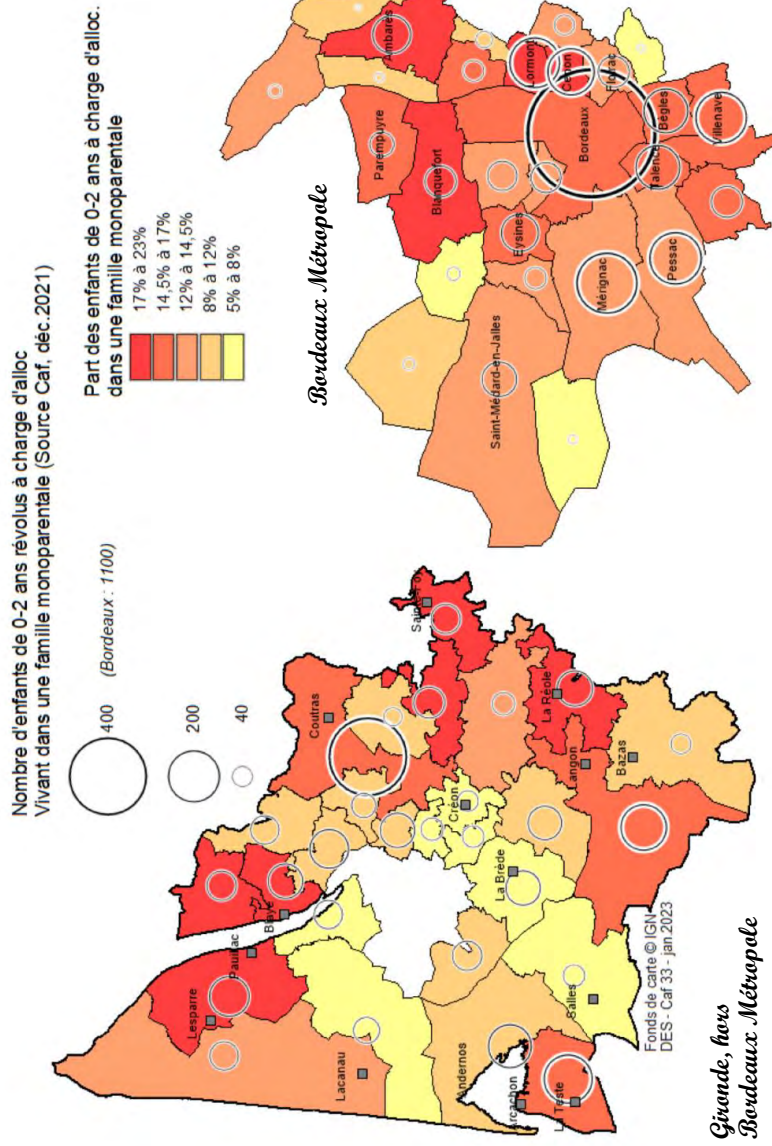 Nombre d'enfants de 0-2 ans révolus à charge d'alloc
Vivant dans une famille monoparentale (Source Caf, déc.2021)
400 (Bordeaux : 1100)
200
40
Part des enfants de 0-2 ans à charge d'alloc.
dans une famille monoparentale
17% à 23%
14,5% à 17%
12% à 14,5%
8% à 12%
5% à 8%
Lesparre
Pauillac
Blaye
Lacanau
Coutras
Créon
La Brède
La Réole
Langon
Bazas
Andernos
Arcachon
La Teste
Salles
Fonds de carte © IGN
DES - Caf 33 - jan.2023
Gironde, hors
Bordeaux Métropole
Bordeaux Métropole
Ambarès
Parempuyre
Blanquefort
Eysines
Saint-Médard-en-Jalles
Lormont
Cenon
Floirac
Bordeaux
Mérignac
Pessac
Talence
Bègles
Villenave